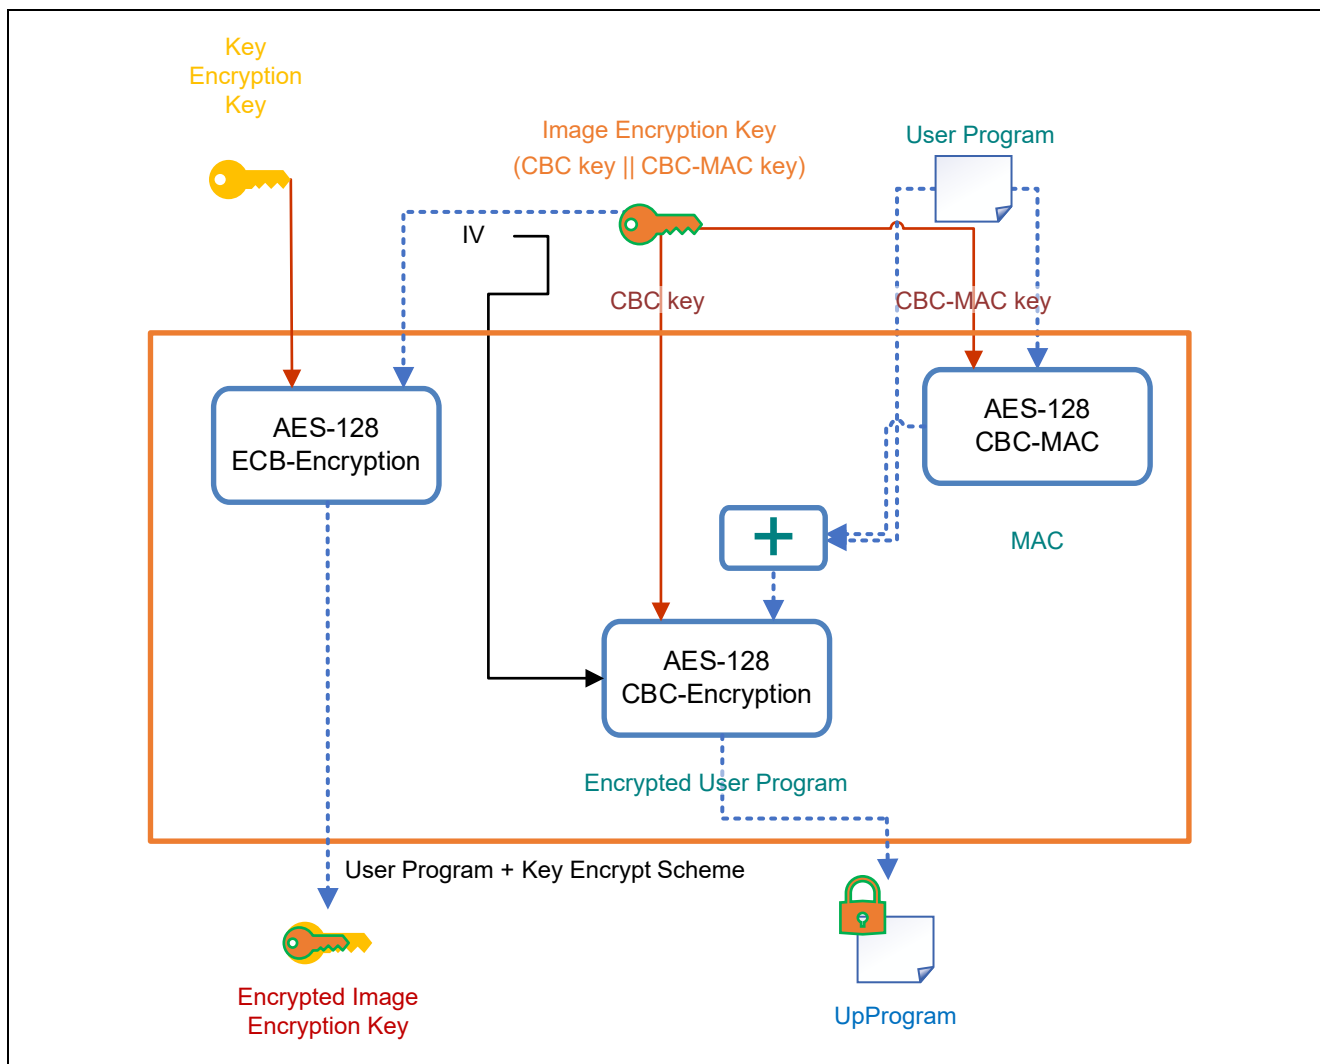 Key
Encryption
Key
Image Encryption Key
(CBC key || CBC-MAC key)
User Program
IV
CBC key
CBC-MAC key
AES-128
ECB-Encryption
AES-128
CBC-MAC
+
MAC
AES-128
CBC-Encryption
Encrypted User Program
User Program + Key Encrypt Scheme
Encrypted Image
Encryption Key
UpProgram